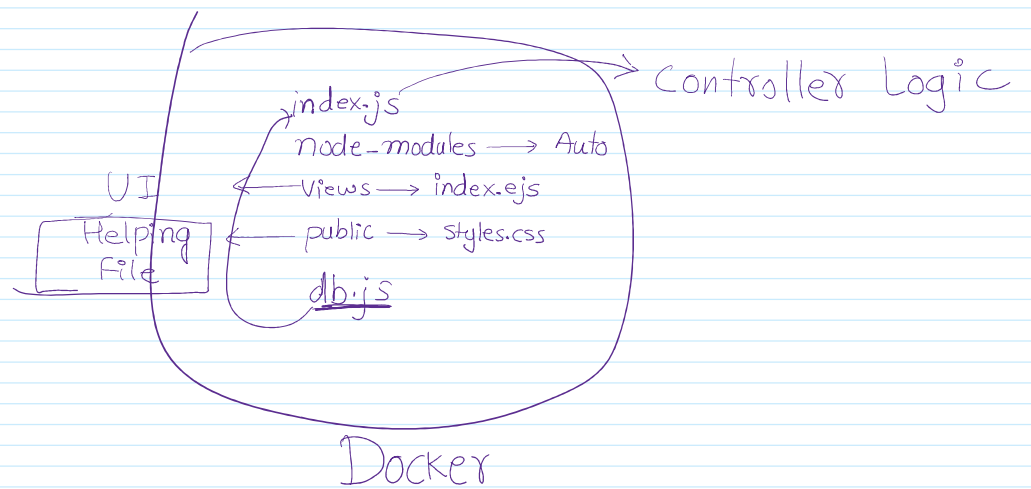 index.js → Controller Logic
node-modules → Auto
UI ← Views → index.ejs
Helping ← public → Styles.css
File
db.js
Docker